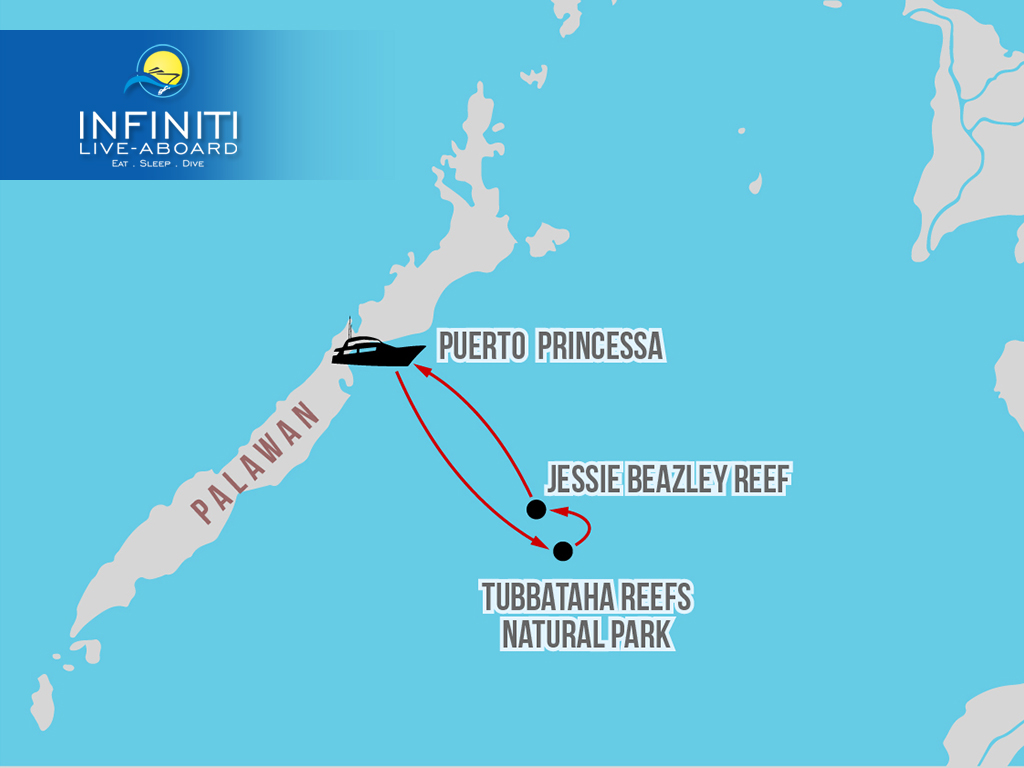 INFINITI
LIVE-ABOARD
EAT . SLEEP . DIVE
PUERTO PRINCESSA
PALAWAN
JESSIE BEAZLEY REEF
TUBBATAHA REEFS
NATURAL PARK